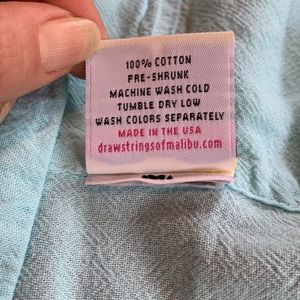 100% COTTON
PRE-SHRUNK
MACHINE WASH COLD
TUMBLE DRY LOW
WASH COLORS SEPARATELY
MADE IN THE USA
drawstringsofmalibu.com